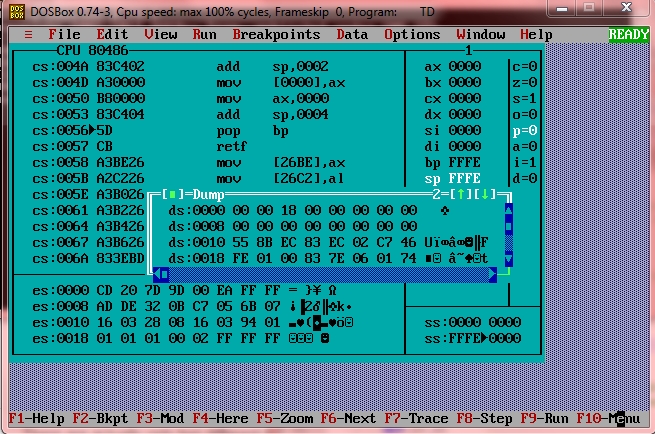 DOSBox 0.74-3, Cpu speed: max 100% cycles, Frameskip 0, Program: TD
≡ File Edit View Run Breakpoints Data Options Window Help READY
CPU 80486 1
cs:004A 83C402 add sp,0002 ax 0000 c=0
cs:004D A30000 mov [0000],ax bx 0000 z=0
cs:0050 B80000 mov ax,0000 cx 0000 s=1
cs:0053 83C404 add sp,0004 dx 0000 o=0
cs:0056►5D pop bp si 0000 p=0
cs:0057 CB retf di 0000 a=0
cs:0058 A3BE26 mov [26BE],ax bp FFFE i=1
cs:005B A2C226 mov [26C2],al sp FFFE d=0
cs:005E A3B026
cs:0061 A3B226
cs:0064 A3B426
cs:0067 A3B626
cs:006A 833EBD
[■]=Dump 2=[↑][↓]
ds:0000 00 00 18 00 00 00 00 00
ds:0008 00 00 00 00 00 00 00 00
ds:0010 55 8B EC 83 EC 02 C7 46
ds:0018 FE 01 00 83 7E 06 01 74
es:0000 CD 20 7D 9D 00 EA FF FF = }¥ Ω
es:0008 AD DE 32 0B C7 05 6B 07
es:0010 16 03 28 08 16 03 94 01
es:0018 01 01 01 00 02 FF FF FF
ss:0000 0000
ss:FFFE►0000
F1-Help F2-Bkpt F3-Mod F4-Here F5-Zoom F6-Next F7-Trace F8-Step F9-Run F10-Menu